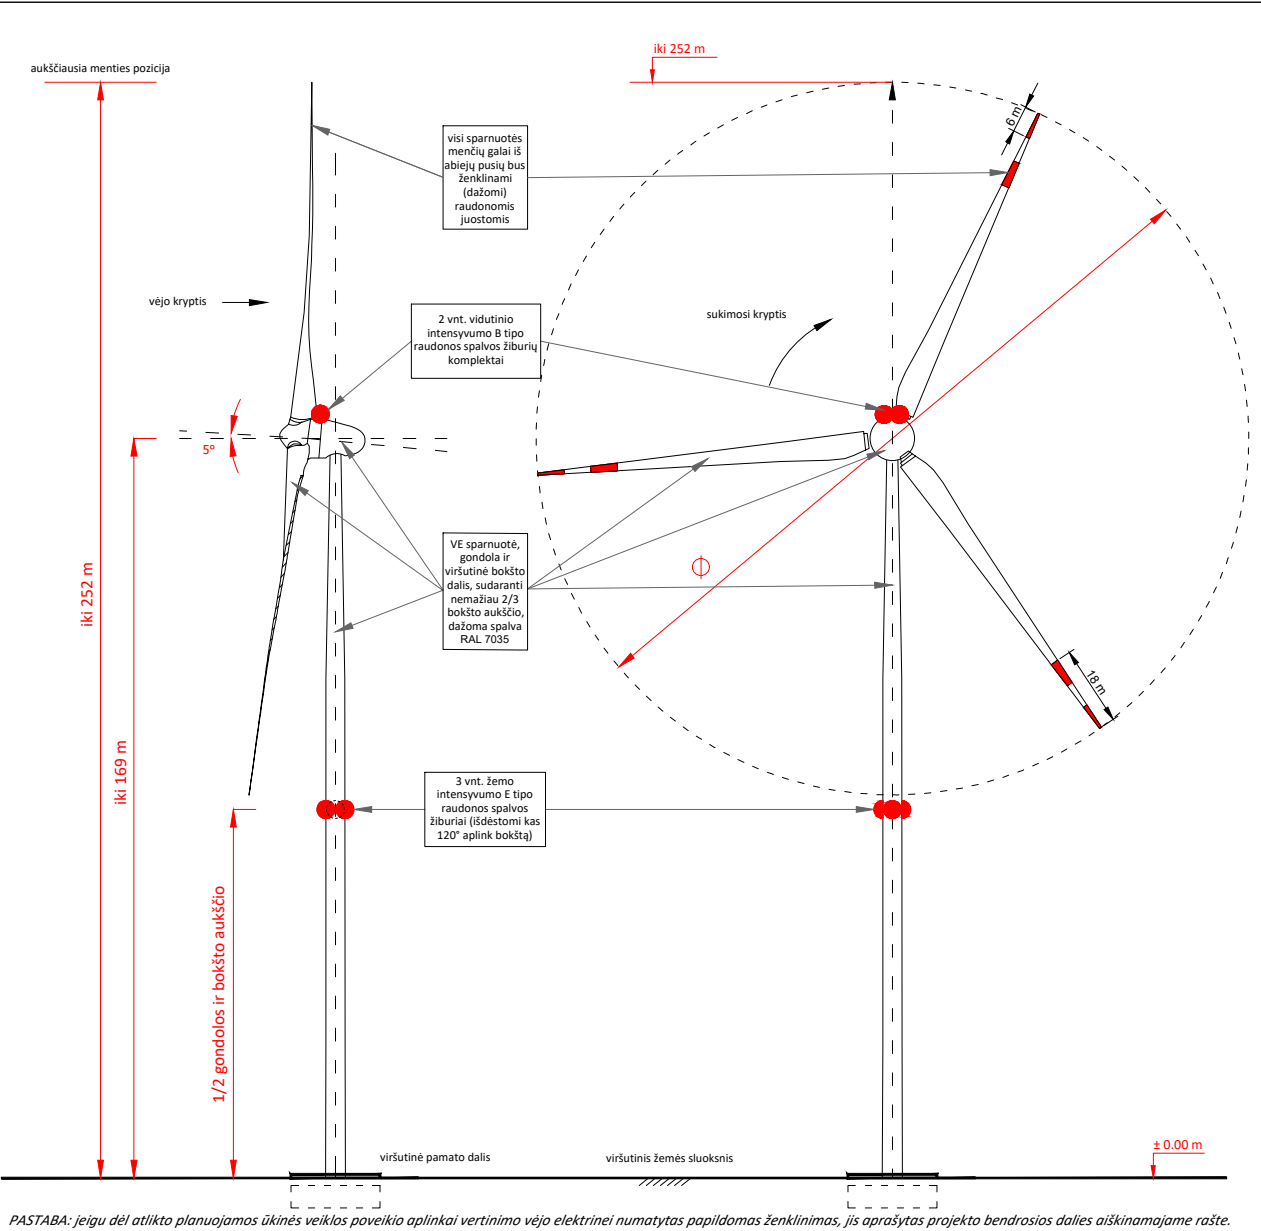 iki 252 m
aukščiausia menties pozicija
6 m
visi sparnuotės
menčių galai iš
abiejų pusių bus
ženklinami
(dažomi)
raudonomis
juostomis
vėjo kryptis
2 vnt. vidutinio
intensyvumo B tipo
raudonos spalvos žiburių
komplektai
sukimosi kryptis
5°
VE sparnuotė,
gondola ir
viršutinė bokšto
dalis, sudaranti
nemažiau 2/3
bokšto aukščio,
dažoma spalva
RAL 7035
iki 252 m
18 m
iki 169 m
3 vnt. žemo
intensyvumo E tipo
raudonos spalvos
žiburiai (išdėstomi kas
120° aplink bokštą)
1/2 gondolos ir bokšto aukščio
viršutinė pamato dalis
viršutinis žemės sluoksnis
± 0.00 m
PASTABA: jeigu dėl atlikto planuojamos ūkinės veiklos poveikio aplinkai vertinimo vėjo elektrinei numatytas papildomas ženklinimas, jis aprašytas projekto bendrosios dalies aiškinamajame rašte.